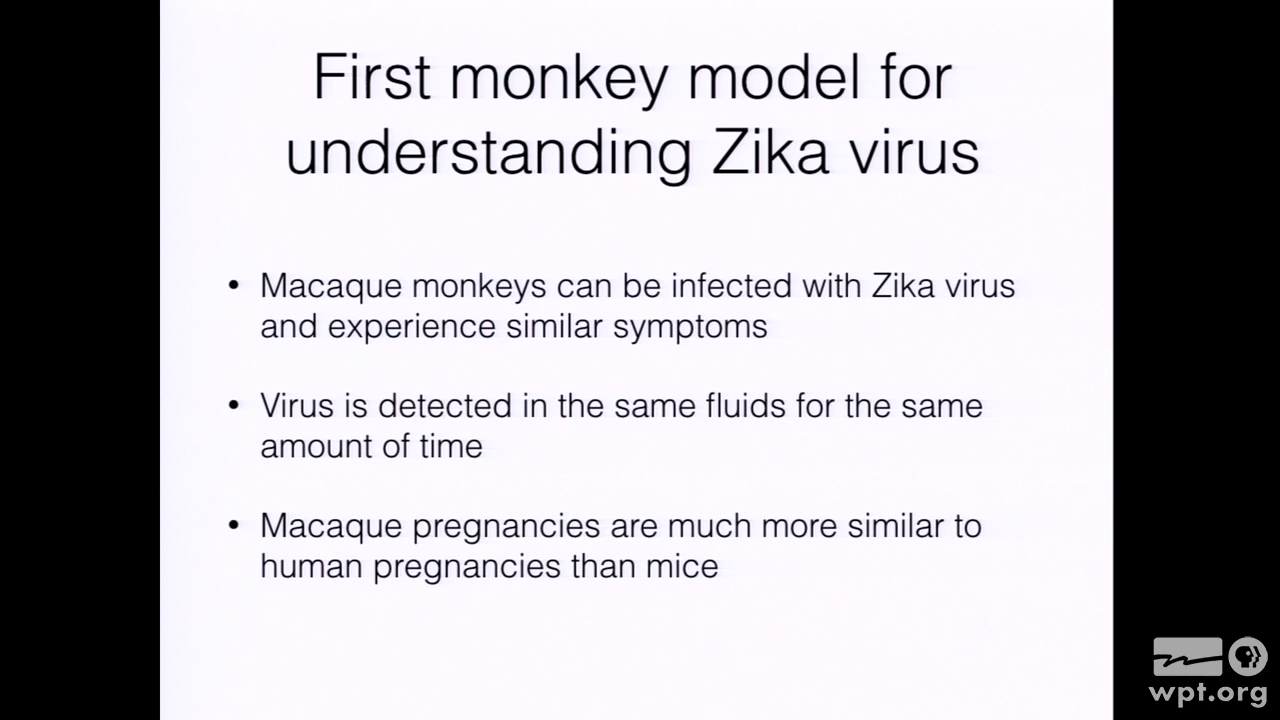 First monkey model for
understanding Zika virus
• Macaque monkeys can be infected with Zika virus
and experience similar symptoms
• Virus is detected in the same fluids for the same
amount of time
• Macaque pregnancies are much more similar to
human pregnancies than mice
wpt.org